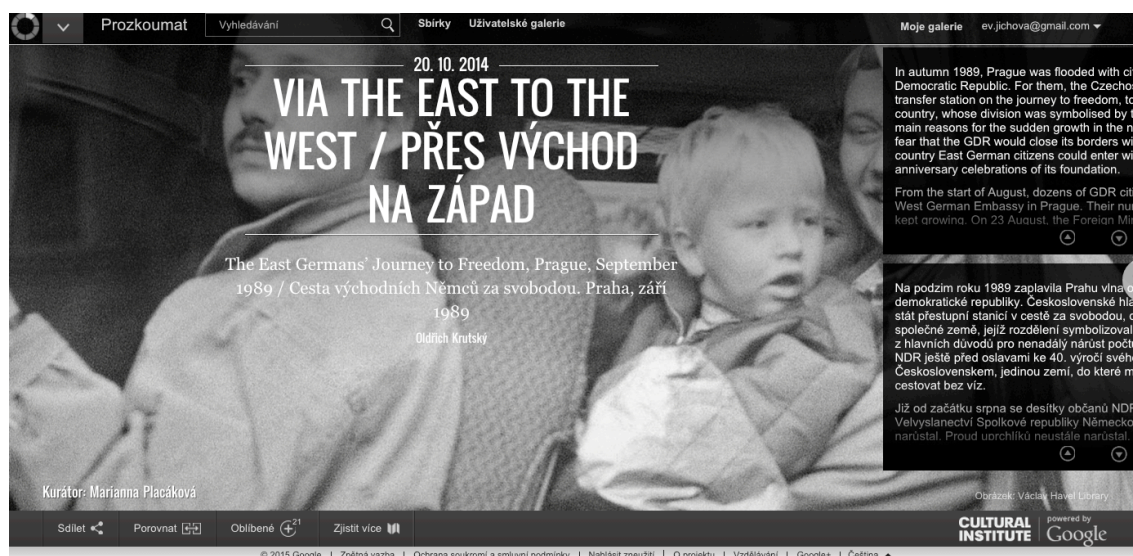 Prozkoumat Vyhledávání Sbírky Uživatelské galerie Moje galerie ev.jichova@gmail.com
20. 10. 2014
VIA THE EAST TO THE
WEST / PŘES VÝCHOD
NA ZÁPAD
The East Germans' Journey to Freedom, Prague, September
1989 / Cesta východních Němců za svobodou. Praha, září
1989
Oldřich Krutský
In autumn 1989, Prague was flooded with
Democratic Republic. For them, the
transfer station on the journey to freedom,
country, whose division was symbolised by
main reasons for the sudden growth in the
fear that the GDR would close its borders
country East German citizens could enter
anniversary celebrations of its foundation.
From the start of August, dozens of GDR
West German Embassy in Prague. Their
kept growing. On 23 August, the Foreign
Na podzim roku 1989 zaplavila Prahu vlna
demokratické republiky. Československé
stát přestupní stanicí v cestě za svobodou,
společné země, jejíž rozdělení symbolizoval
z hlavních důvodů pro nenadálý nárůst
NDR ještě před oslavami ke 40. výročí
Československem, jedinou zemí, do které
cestovat bez víz.
Již od začátku srpna se desítky občanů NDR
Velvyslanectví Spolkové republiky
narůstal. Proud uprchlíků neustále narůstal.
Kurátor: Marianna Placáková
Obrázek: Václav Havel Library
Sdílet Porovnat Oblíbené 21 Zjistit více
CULTURAL INSTITUTE powered by Google
© 2015 Google | Zpětná vazba | Ochrana soukromí a smluvní podmínky | Nahlásit zneužití | O projektu | Vzdělávání | Google+ | Čeština